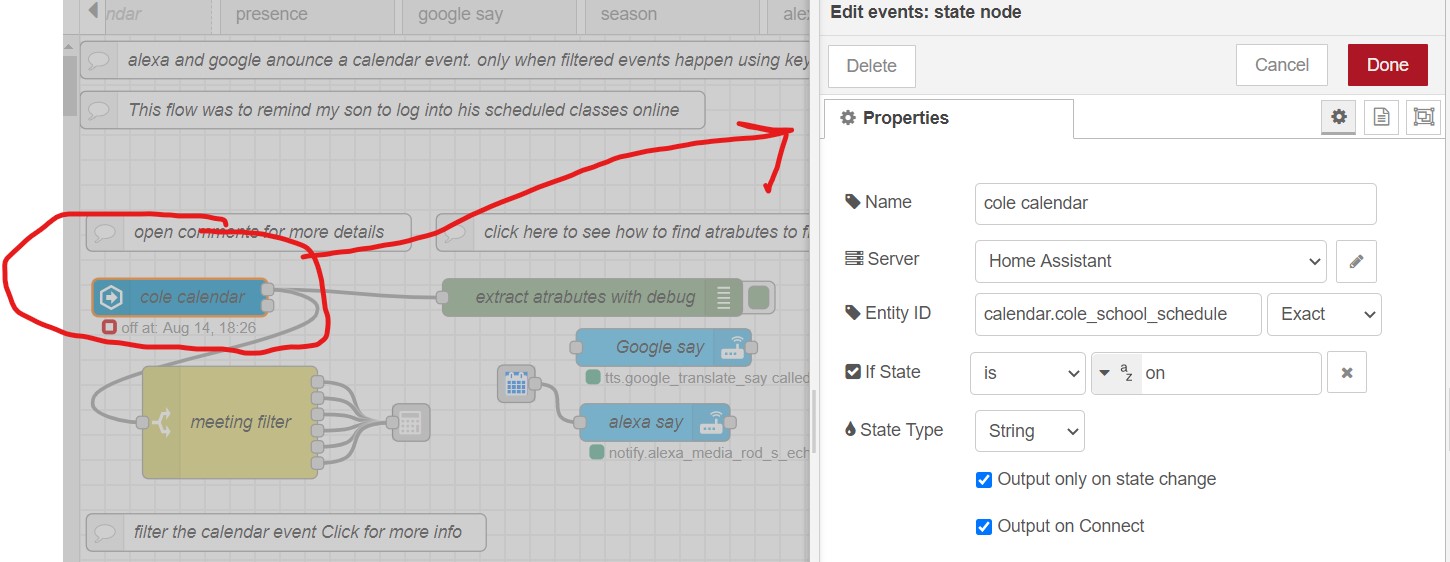 ndar
presence
google say
season
alex
alexa and google anounce a calendar event. only when filtered events happen using key
This flow was to remind my son to log into his scheduled classes online
open comments for more details
click here to see how to find atrabutes to fi
cole calendar
off at: Aug 14, 18:26
extract atrabutes with debug
Google say
tts.google_translate_say called
meeting filter
alexa say
notify.alexa_media_rod_s_ech
filter the calendar event Click for more info
Edit events: state node
Delete
Cancel
Done
Properties
Name
cole calendar
Server
Home Assistant
Entity ID
calendar.cole_school_schedule
Exact
If State
is
a
z
on
State Type
String
Output only on state change
Output on Connect